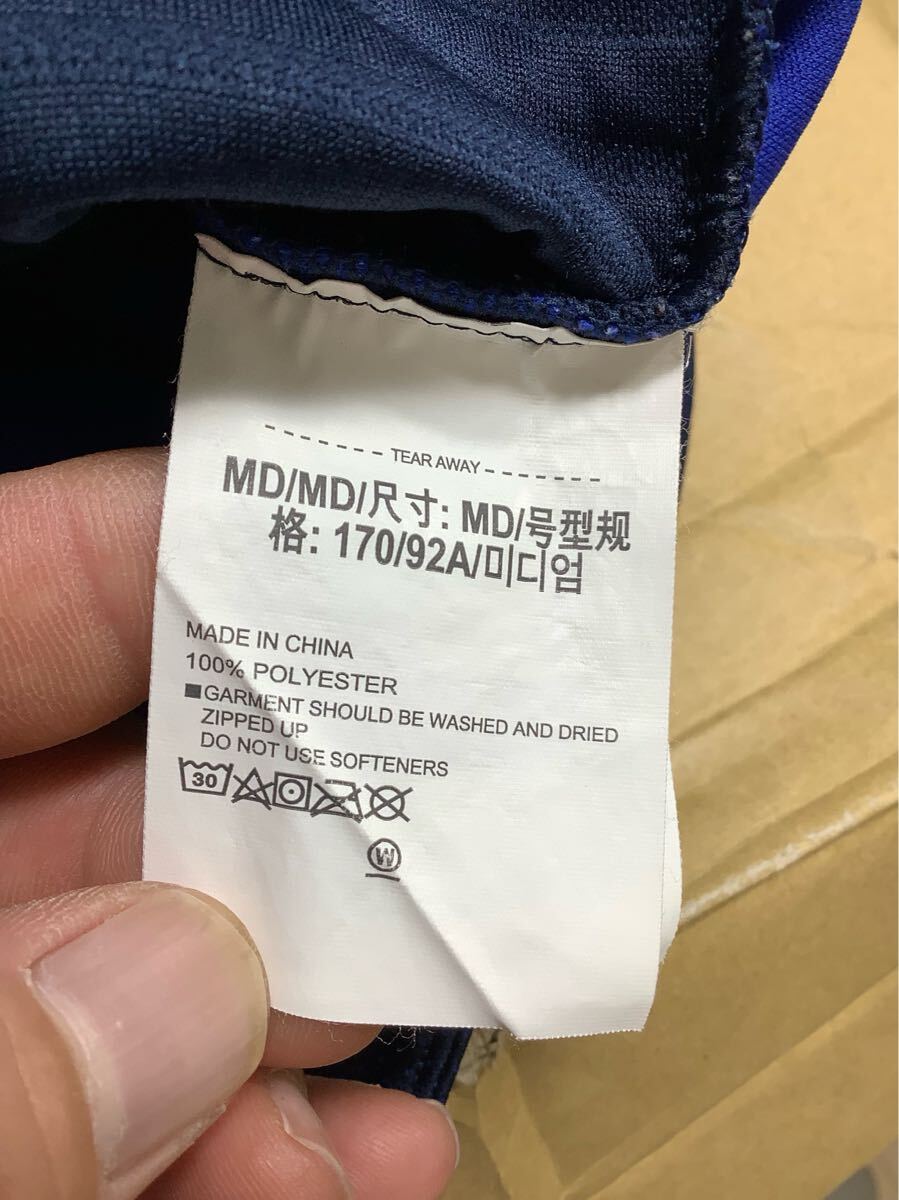 TEAR AWAY
MD/MD/尺寸: MD/号型规
格: 170/92A/미디엄
MADE IN CHINA
100% POLYESTER
■GARMENT SHOULD BE WASHED AND DRIED
ZIPPED UP
DO NOT USE SOFTENERS
30
W